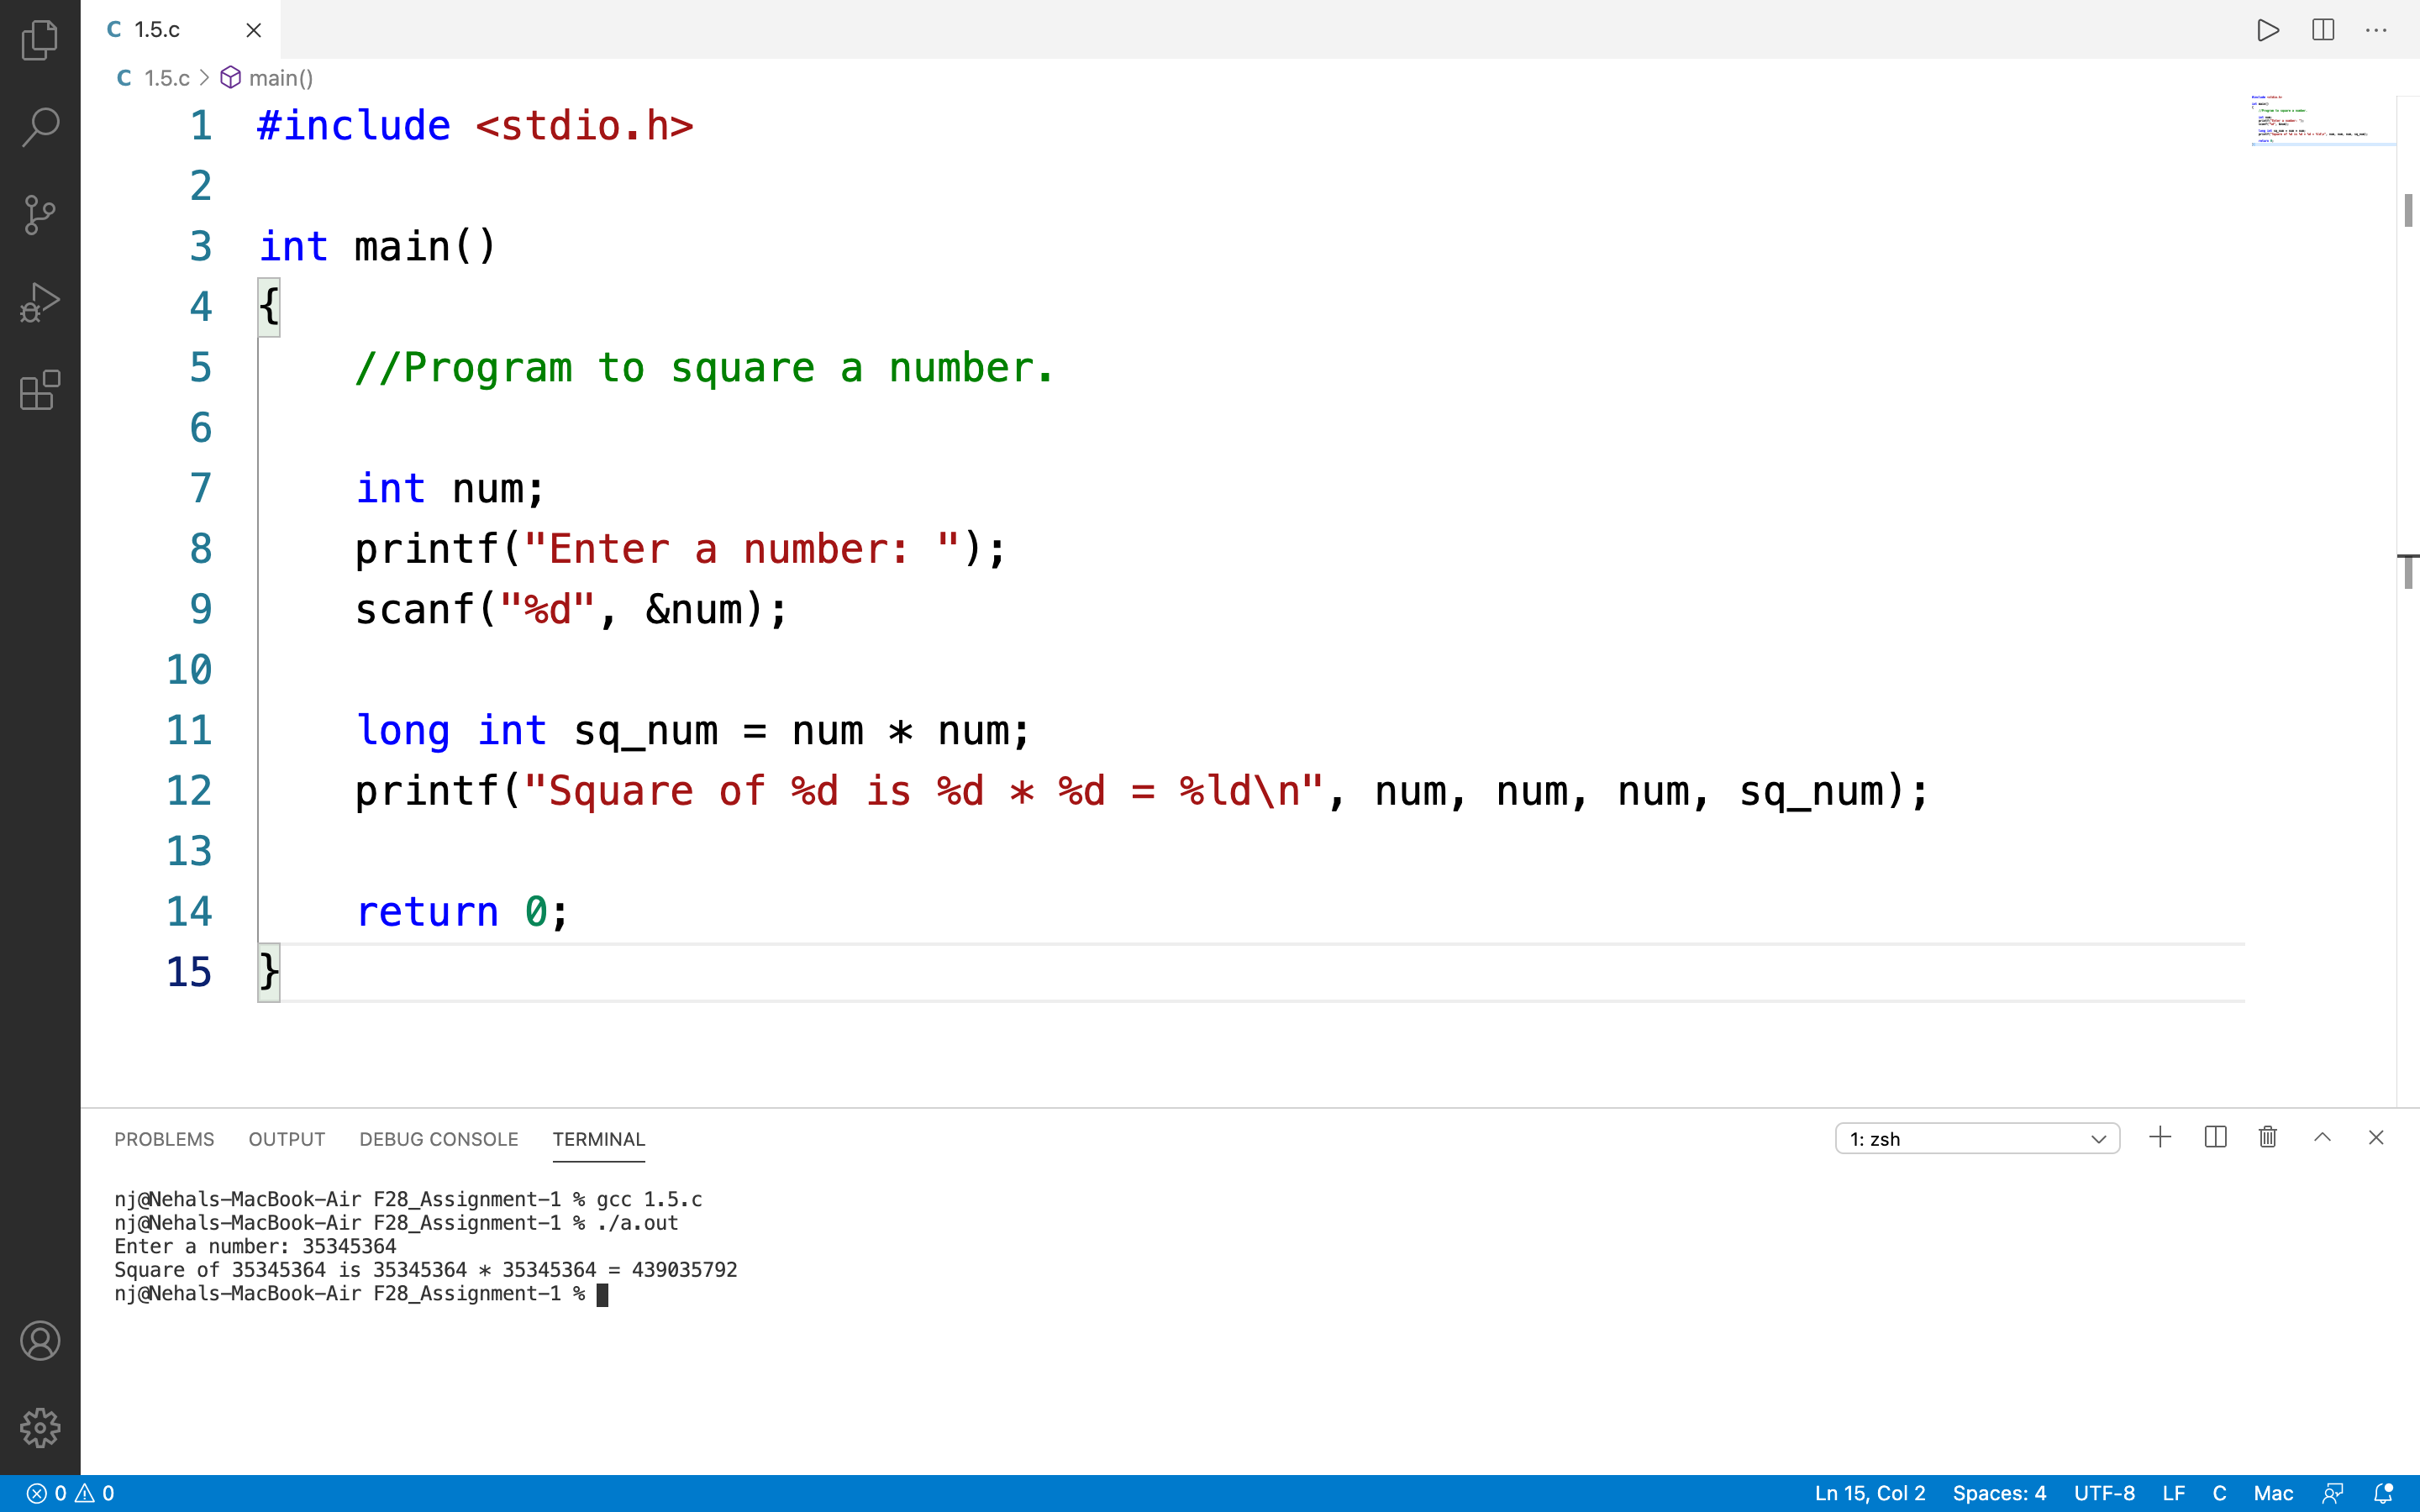 C 1.5.c
C 1.5.c > main()
1 #include <stdio.h>
2
3 int main()
4 {
5 //Program to square a number.
6
7 int num;
8 printf("Enter a number: ");
9 scanf("%d", &num);
10
11 long int sq_num = num * num;
12 printf("Square of %d is %d * %d = %ld\n", num, num, num, sq_num);
13
14 return 0;
15 }
PROBLEMS OUTPUT DEBUG CONSOLE TERMINAL 1: zsh
nj@Nehals-MacBook-Air F28_Assignment-1 % gcc 1.5.c
nj@Nehals-MacBook-Air F28_Assignment-1 % ./a.out
Enter a number: 35345364
Square of 35345364 is 35345364 * 35345364 = 439035792
nj@Nehals-MacBook-Air F28_Assignment-1 %
0 0 Ln 15, Col 2 Spaces: 4 UTF-8 LF C Mac